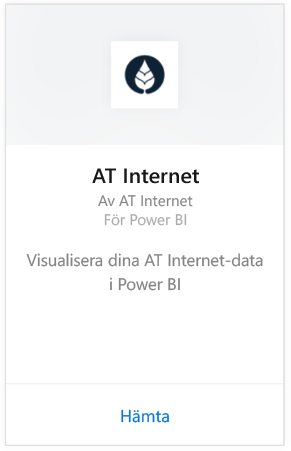 AT Internet
Av AT Internet
För Power BI
Visualisera dina AT Internet-data
i Power BI
Hämta